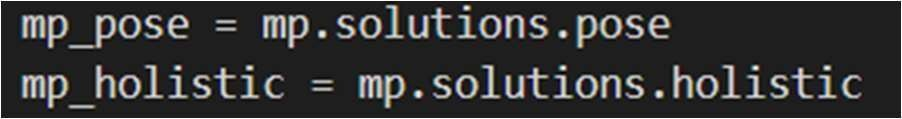 mp_pose = mp.solutions.pose
mp_holistic = mp.solutions.holistic